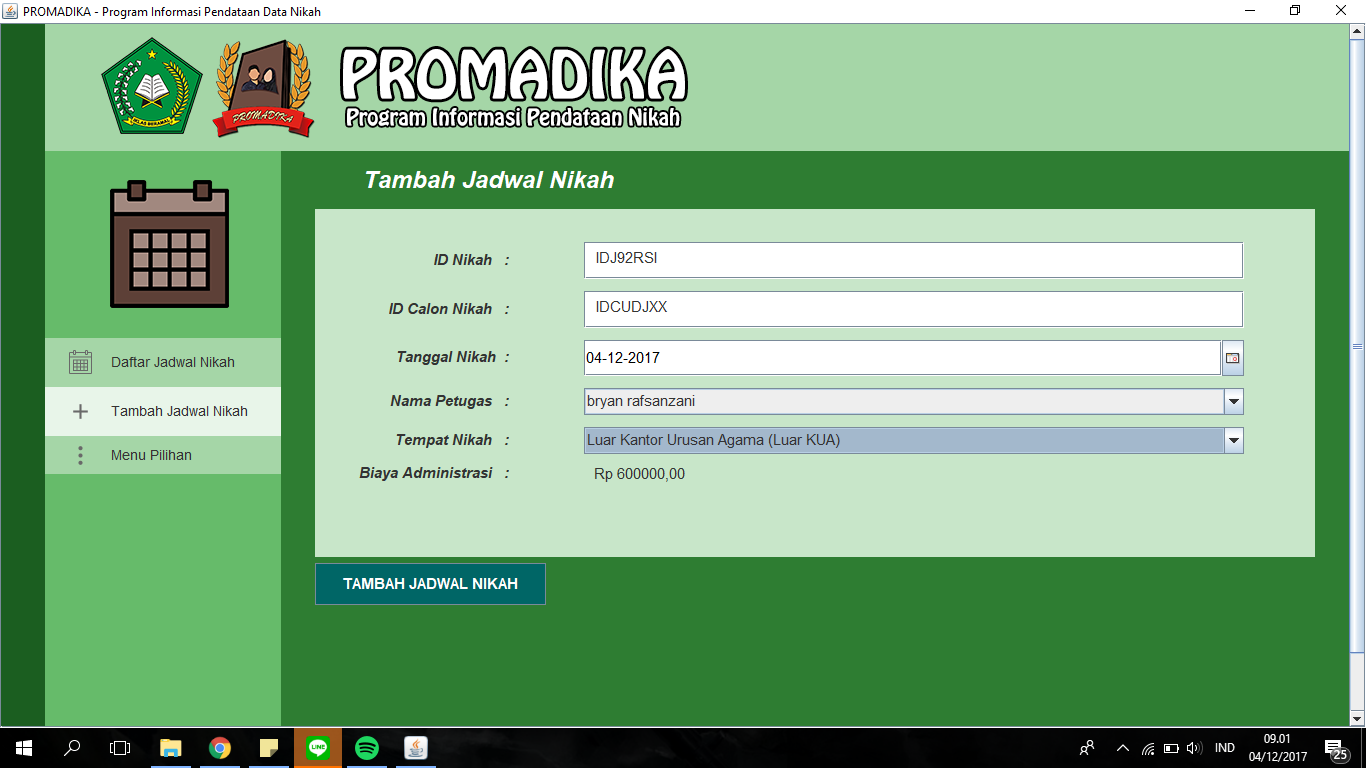 PROMADIKA - Program Informasi Pendataan Data Nikah
IKHLAS BERAMAL
PROMADIKA
PROMADIKA
Program Informasi Pendataan Nikah
Tambah Jadwal Nikah
ID Nikah : IDJ92RSI
ID Calon Nikah : IDCUDJXX
Tanggal Nikah : 04-12-2017
Nama Petugas : bryan rafsanzani
Tempat Nikah : Luar Kantor Urusan Agama (Luar KUA)
Biaya Administrasi : Rp 600000,00
TAMBAH JADWAL NIKAH
Daftar Jadwal Nikah
Tambah Jadwal Nikah
Menu Pilihan
LINE
IND
09.01
04/12/2017
25